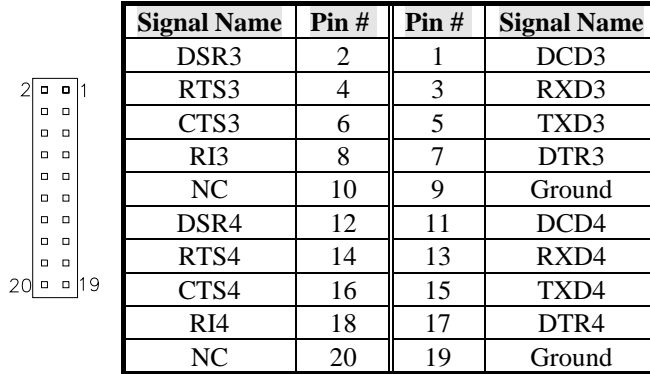 Signal Name Pin # Pin # Signal Name
DSR3 2 1 DCD3
RTS3 4 3 RXD3
CTS3 6 5 TXD3
RI3 8 7 DTR3
NC 10 9 Ground
DSR4 12 11 DCD4
RTS4 14 13 RXD4
CTS4 16 15 TXD4
RI4 18 17 DTR4
NC 20 19 Ground
2 1
20 19